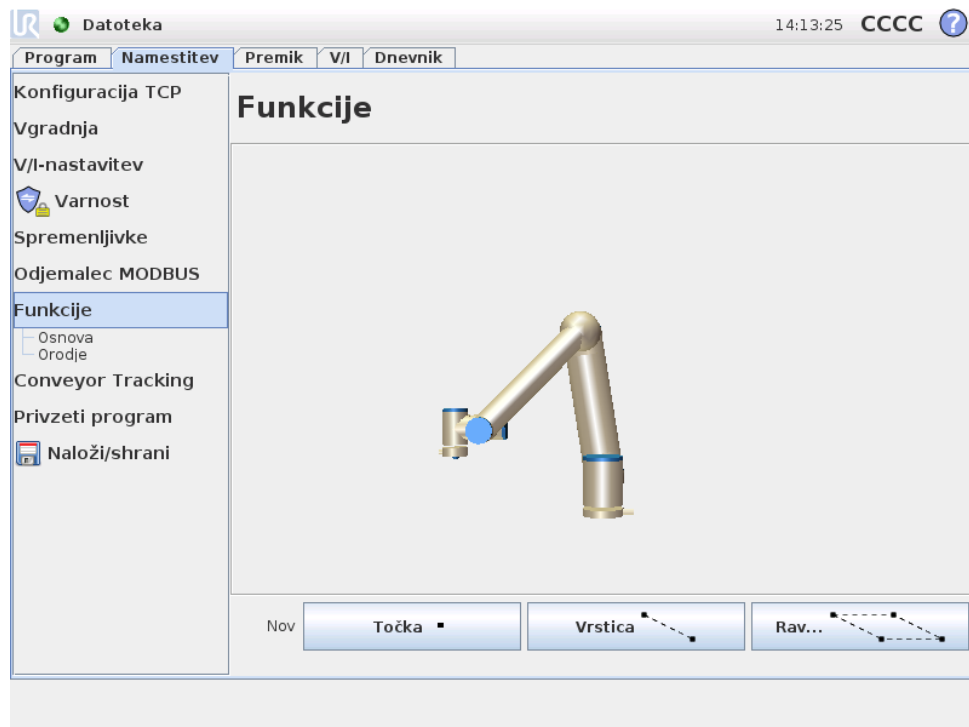 UR Datoteka 14:13:25 CCCC ?
Program Namestitev Premik V/I Dnevnik
Konfiguracija TCP
Vgradnja
V/I-nastavitev
Varnost
Spremenljivke
Odjemalec MODBUS
Funkcije
Osnova
Orodje
Conveyor Tracking
Privzeti program
Naloži/shrani
Funkcije
Nov Točka Vrstica Rav...